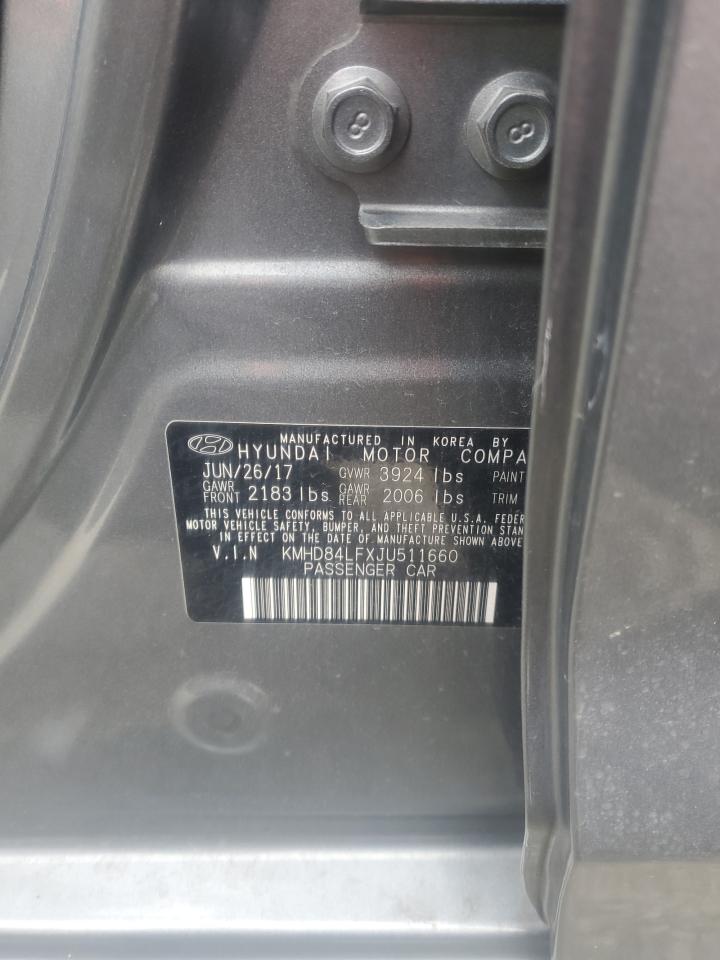 8 8
MANUFACTURED IN KOREA BY
HYUNDAI MOTOR COMPA
JUN/26/17 GVWR 3924 lbs PAINT
GAWR FRONT 2183 lbs GAWR REAR 2006 lbs TRIM
THIS VEHICLE CONFORMS TO ALL APPLICABLE U.S.A. FEDER
MOTOR VEHICLE SAFETY, BUMPER, AND THEFT PREVENTION STAN
IN EFFECT ON THE DATE OF MANUFACTURE SHOWN ABOVE.
V.I.N KMHD84LFXJU511660
PASSENGER CAR